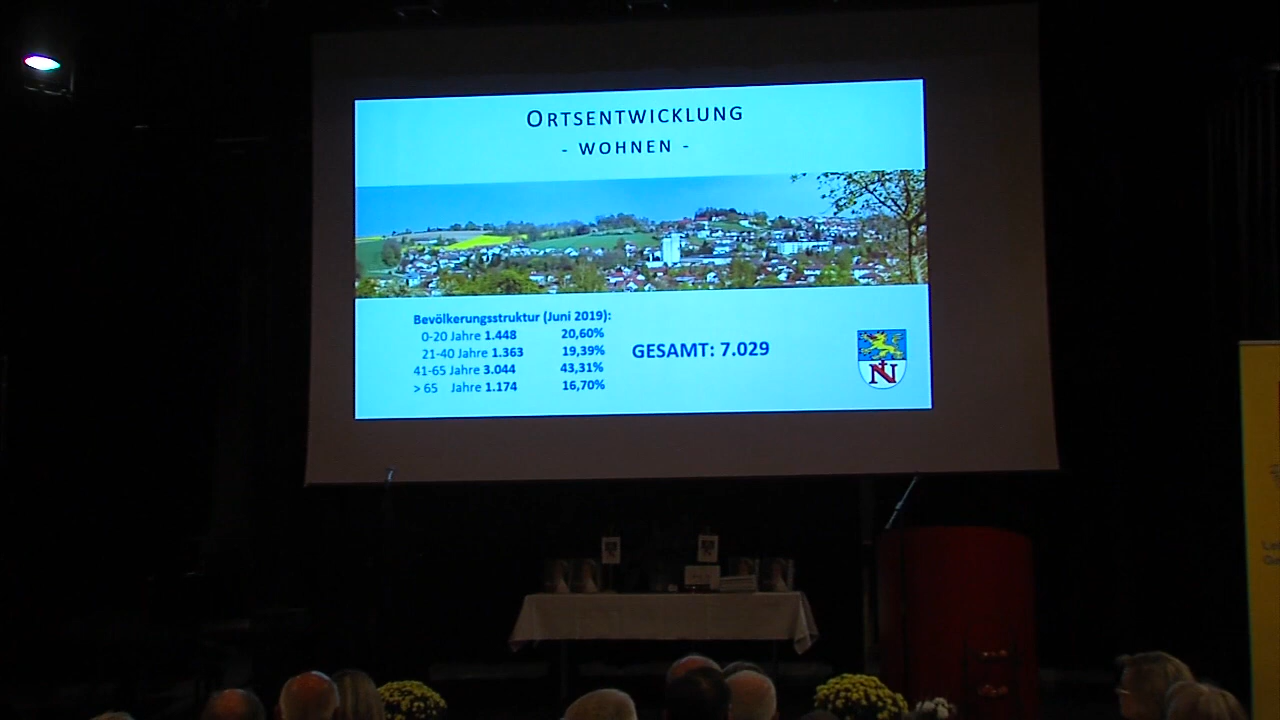 ORTSENTWICKLUNG
- WOHNEN -
Bevölkerungsstruktur (Juni 2019):
0-20 Jahre 1.448 20,60%
21-40 Jahre 1.363 19,39%
41-65 Jahre 3.044 43,31%
> 65 Jahre 1.174 16,70%
GESAMT: 7.029
N